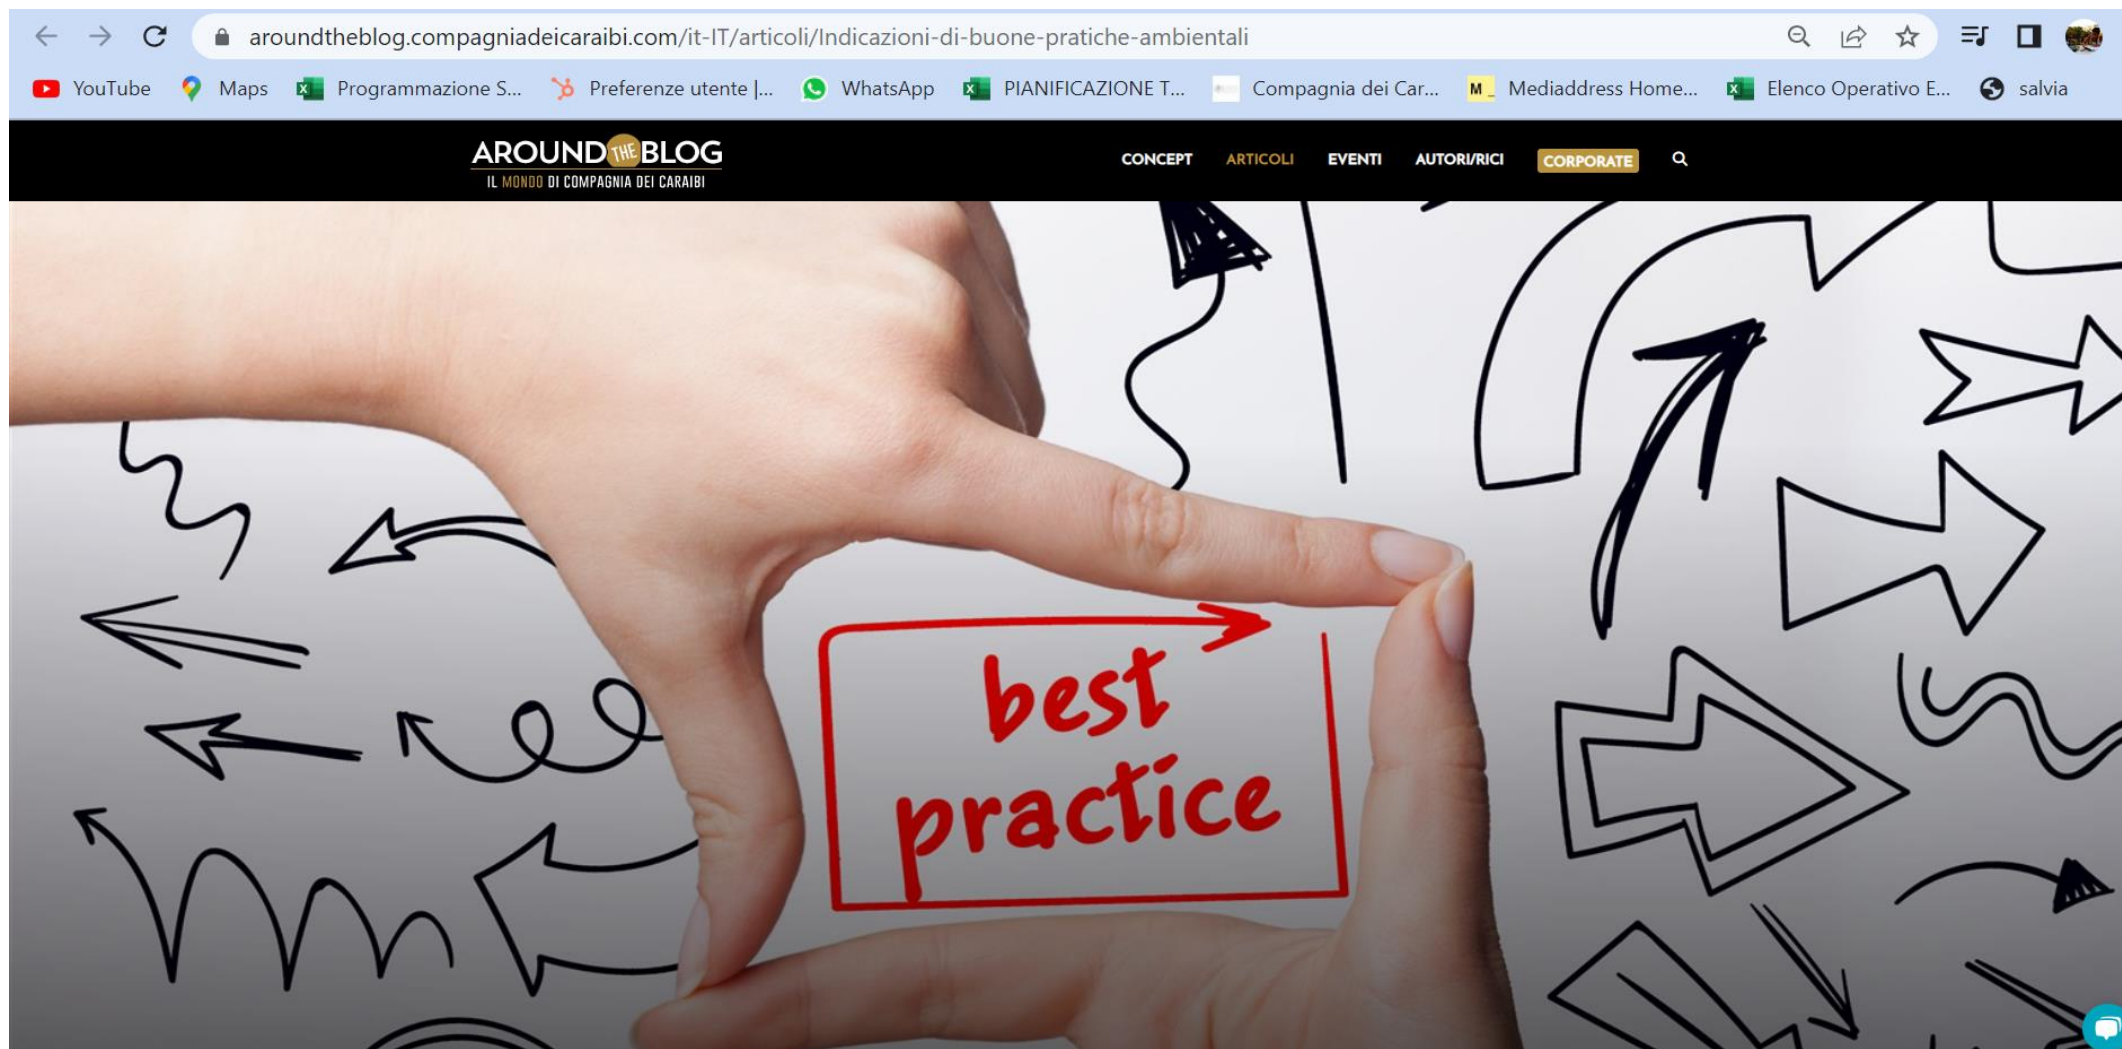 aroundtheblog.compagniadeicaraibi.com/it-IT/articoli/Indicazioni-di-buone-pratiche-ambientali
YouTube Maps Programmazione S... Preferenze utente |... WhatsApp PIANIFICAZIONE T... Compagnia dei Car... M_ Mediaddress Home... Elenco Operativo E... salvia
AROUND THE BLOG
IL MONDO DI COMPAGNIA DEI CARAIBI
CONCEPT ARTICOLI EVENTI AUTORI/RICI CORPORATE
best
practice